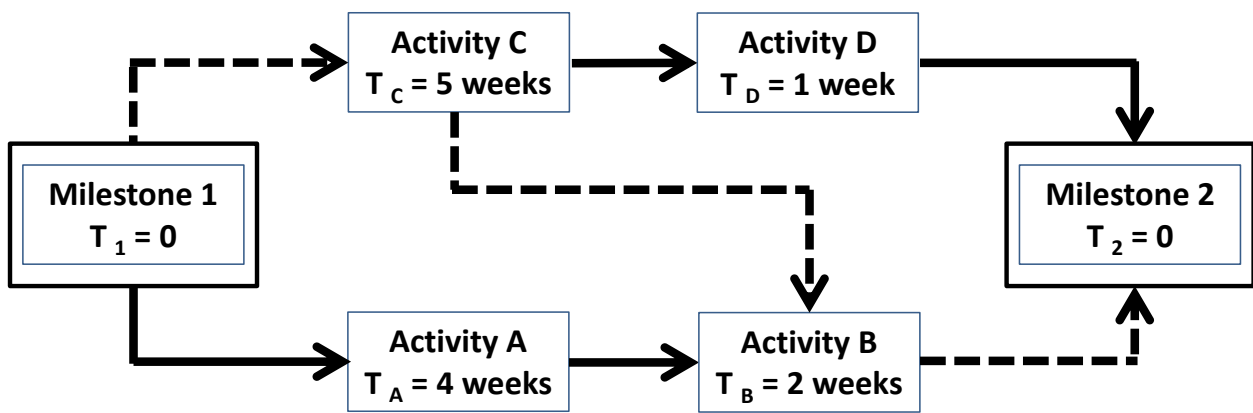 Activity C
T C = 5 weeks
Activity D
T D = 1 week
Milestone 1
T 1 = 0
Milestone 2
T 2 = 0
Activity A
T A = 4 weeks
Activity B
T B = 2 weeks